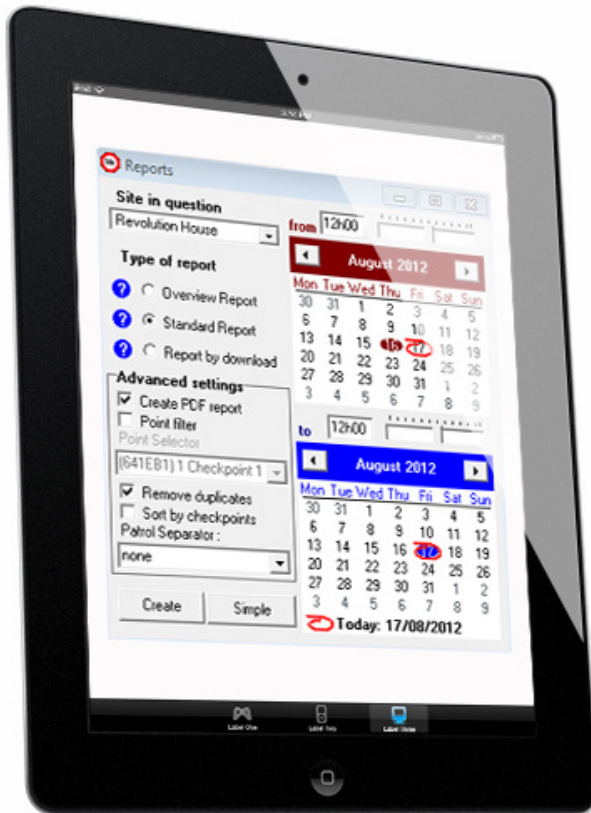 Reports
Site in question
Revolution House
Type of report
Overview Report
Standard Report
Report by download
Advanced settings
Create PDF report
Point filter
Point Selector
(641EB1) 1 Checkpoint 1
Remove duplicates
Sort by checkpoints
Patrol Separator :
none
Create Simple
from 12h00
August 2012
Mon Tue Wed Thu Fri Sat Sun
30 31 1 2 3 4 5
6 7 8 9 10 11 12
13 14 15 16 17 18 19
20 21 22 23 24 25 26
27 28 29 30 31 1 2
3 4 5 6 7 8 9
to 12h00
August 2012
Mon Tue Wed Thu Fri Sat Sun
30 31 1 2 3 4 5
6 7 8 9 10 11 12
13 14 15 16 17 18 19
20 21 22 23 24 25 26
27 28 29 30 31 1 2
3 4 5 6 7 8 9
Today: 17/08/2012
Label One Label Two Label Three